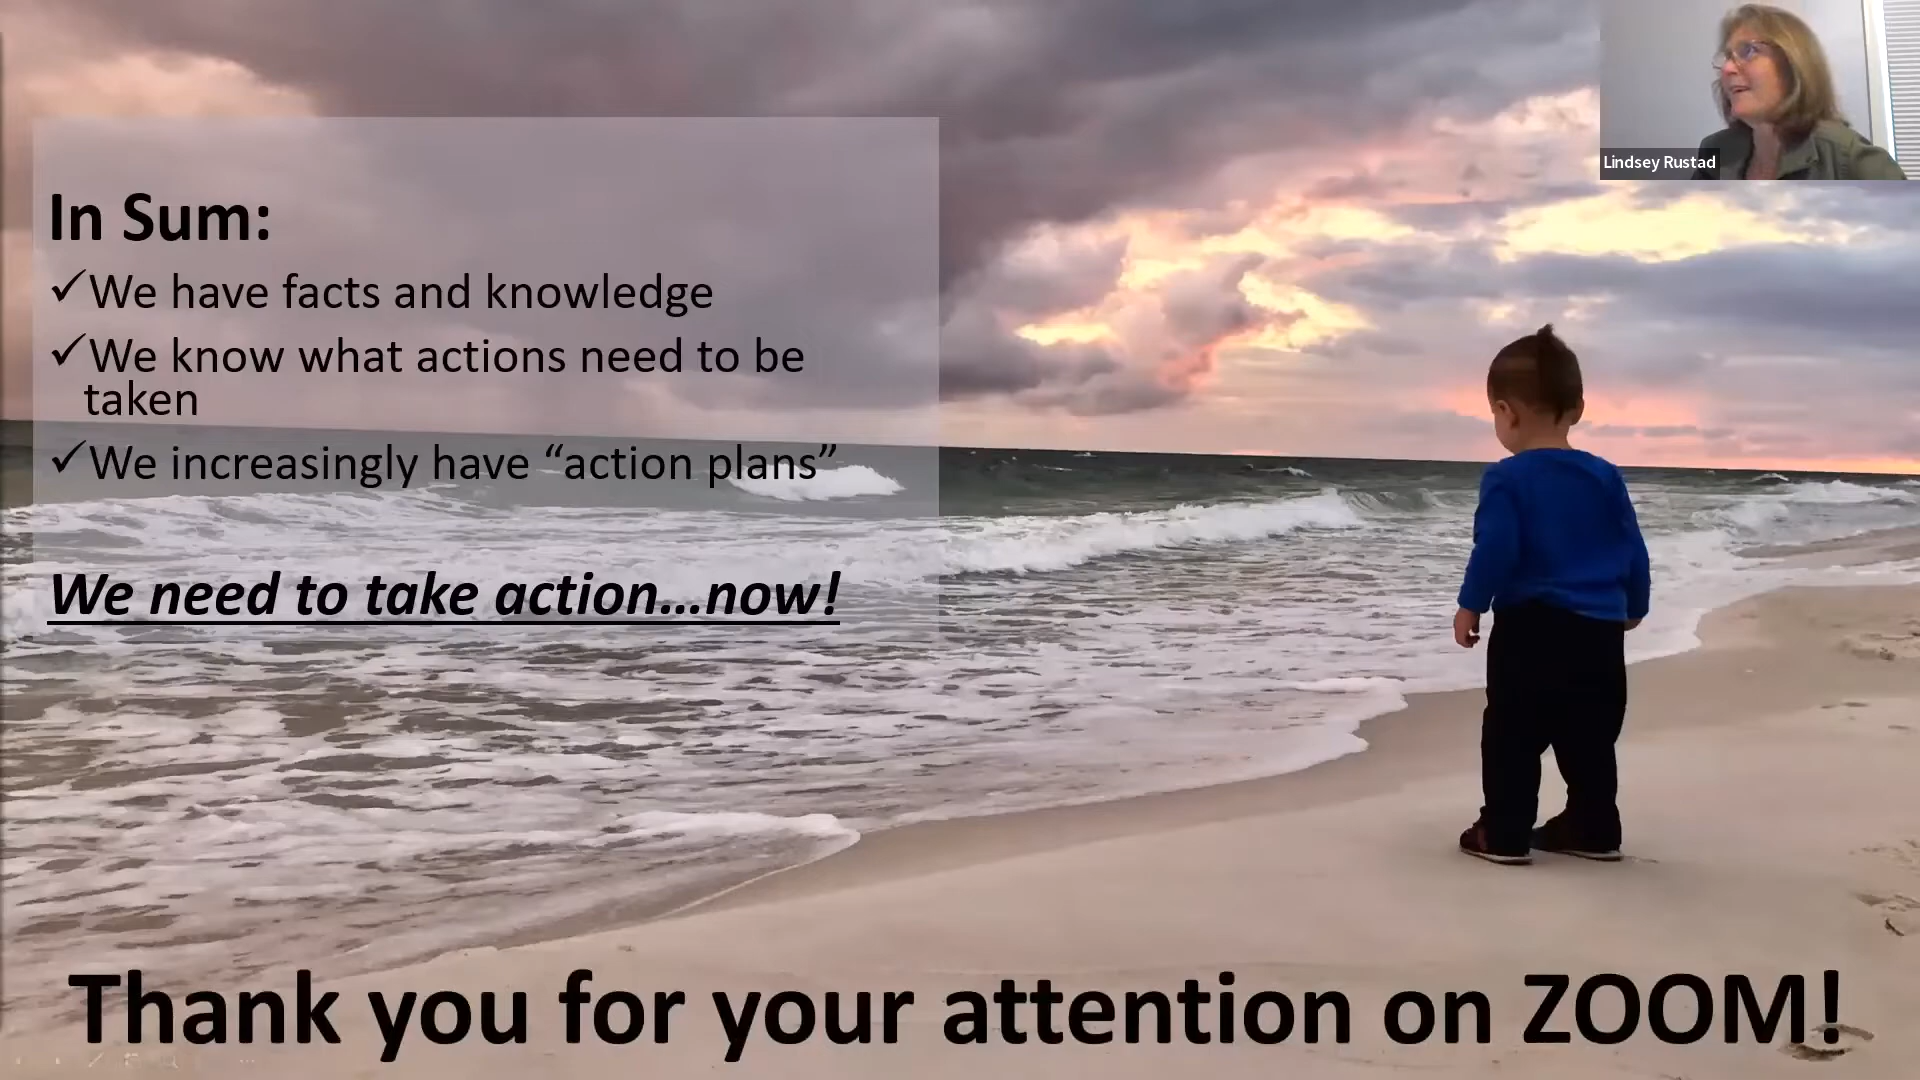 Lindsey Rustad
In Sum:
✓We have facts and knowledge
✓We know what actions need to be
taken
✓We increasingly have “action plans”
We need to take action...now!
Thank you for your attention on ZOOM!